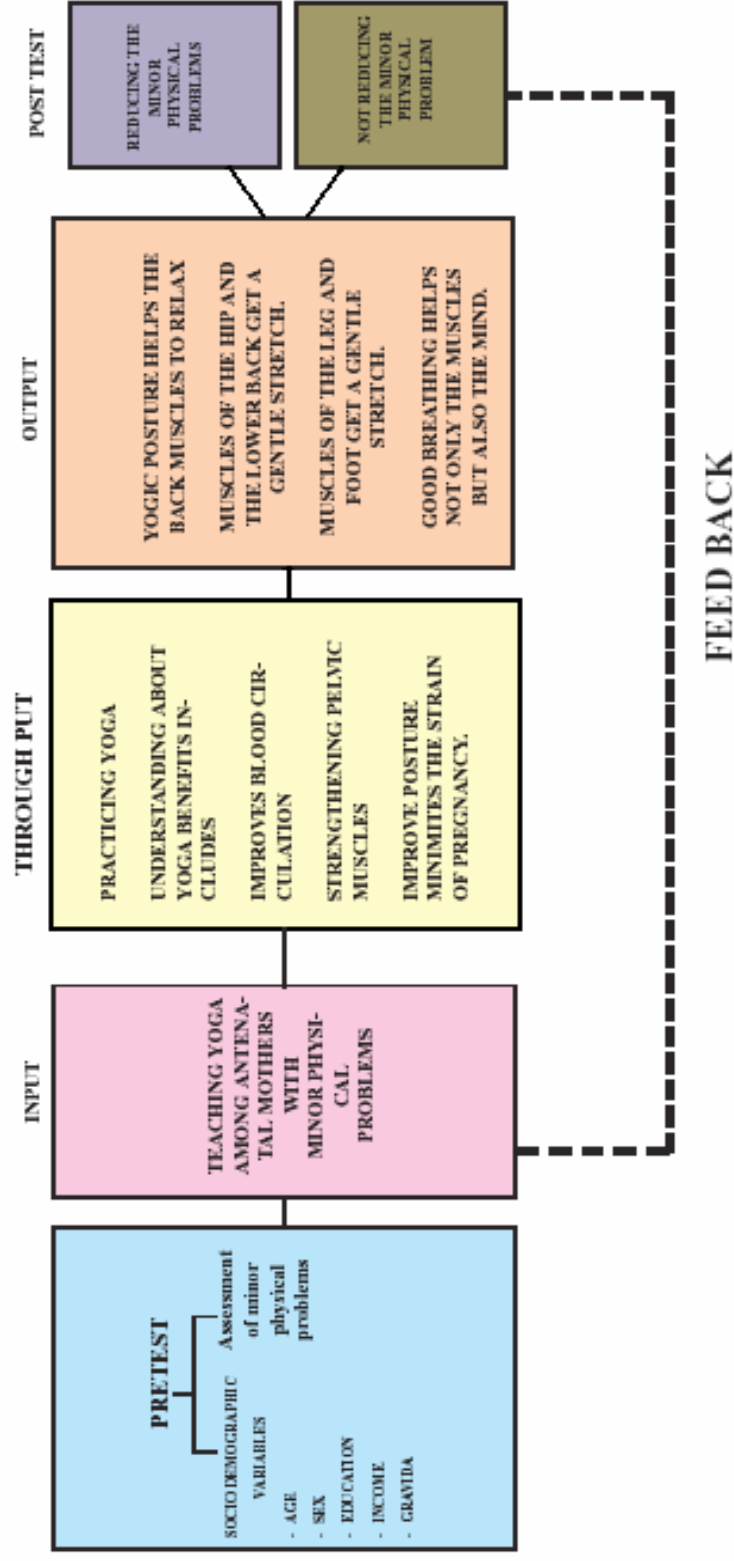 PRETEST
SOCIO DEMOGRAPHIC
VARIABLES
- AGE
- SEX
- EDUCATION
- INCOME
- GRAVIDA
Assessment
of minor
physical
problems
INPUT
TEACHING YOGA
AMONG ANTENA-
TAL MOTHERS
WITH
MINOR PHYSI-
CAL
PROBLEMS
THROUGH PUT
PRACTICING YOGA
UNDERSTANDING ABOUT
YOGA BENEFITS IN-
CLUDES
IMPROVES BLOOD CIR-
CULATION
STRENGTHENING PELVIC
MUSCLES
IMPROVE POSTURE
MINIMITES THE STRAIN
OF PREGNANCY.
OUTPUT
YOGIC POSTURE HELPS THE
BACK MUSCLES TO RELAX
MUSCLES OF THE HIP AND
THE LOWER BACK GET A
GENTLE STRETCH.
MUSCLES OF THE LEG AND
FOOT GET A GENTLE
STRETCH.
GOOD BREATHING HELPS
NOT ONLY THE MUSCLES
BUT ALSO THE MIND.
POST TEST
REDUCING THE
MINOR
PHYSICAL
PROBLEMS
NOT REDUCING
THE MINOR
PHYSICAL
PROBLEM
FEED BACK